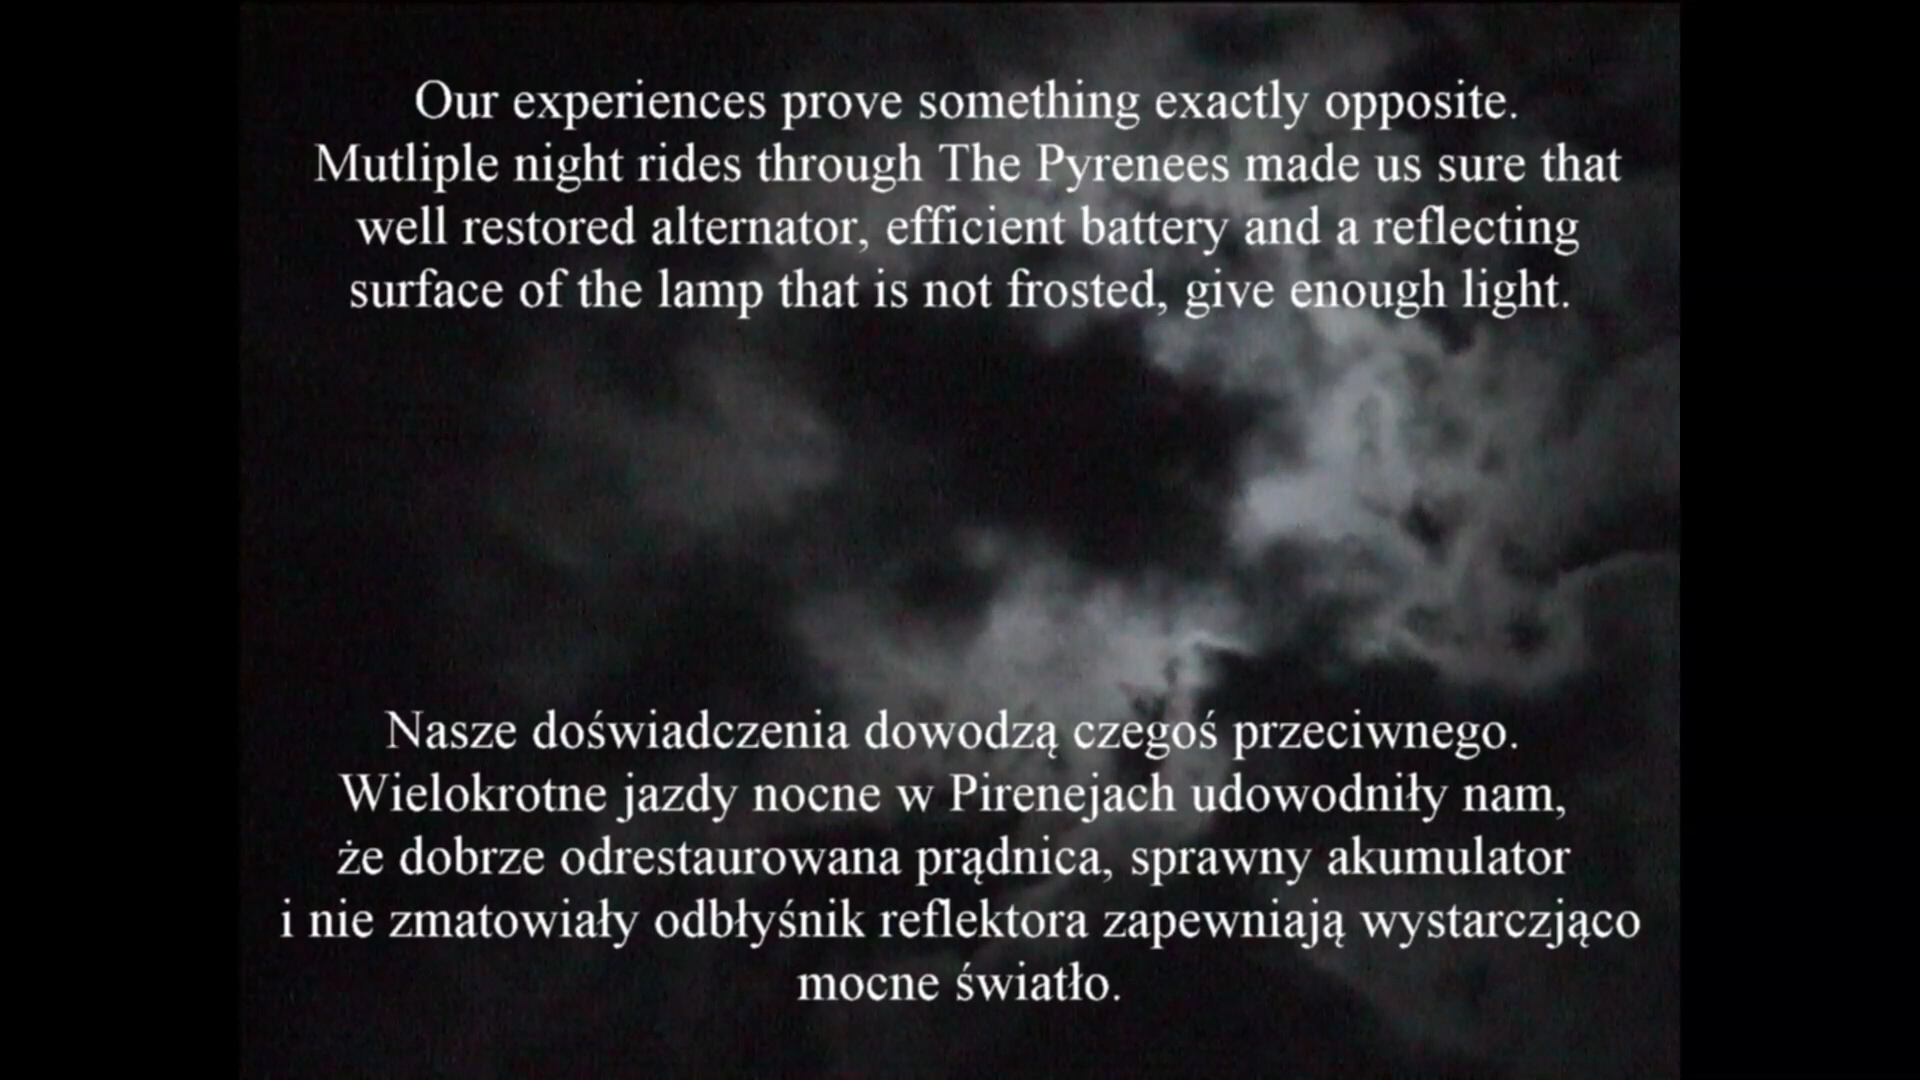 Our experiences prove something exactly opposite.
Mutliple night rides through The Pyrenees made us sure that
well restored alternator, efficient battery and a reflecting
surface of the lamp that is not frosted, give enough light.
Nasze doświadczenia dowodzą czegoś przeciwnego.
Wielokrotne jazdy nocne w Pirenejach udowodniły nam,
że dobrze odrestaurowana prądnica, sprawny akumulator
i nie zmatowiały odbłyśnik reflektora zapewniają wystarczjąco
mocne światło.